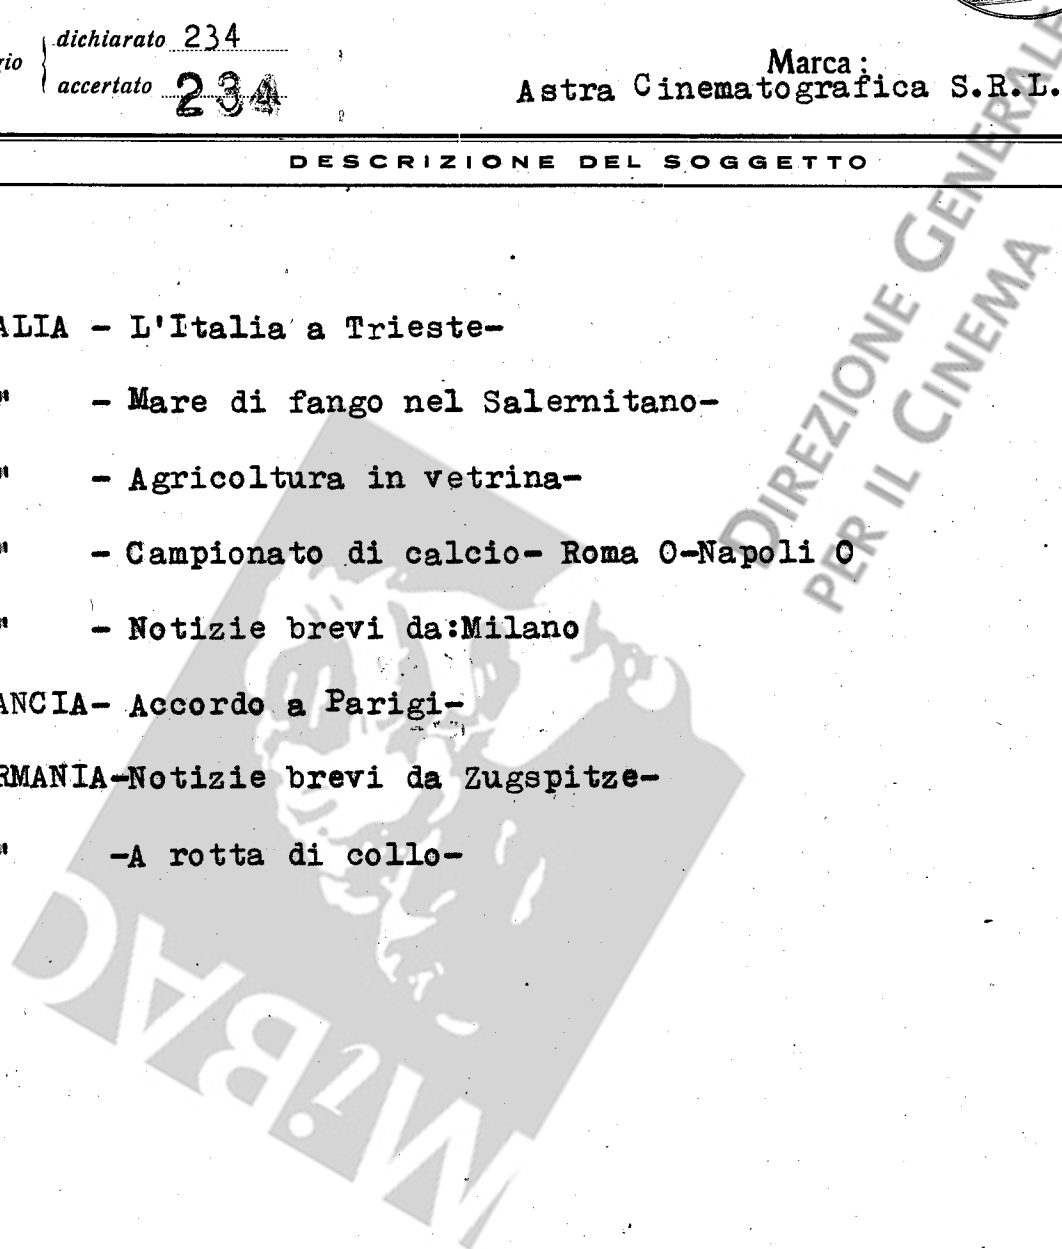 dichiarato 234
accertato 234
Marca:
Astra Cinematografica S.R.L.
DESCRIZIONE DEL SOGGETTO
ALIA - L'Italia a Trieste-
" - Mare di fango nel Salernitano-
" - Agricoltura in vetrina-
" - Campionato di calcio- Roma 0-Napoli 0
" - Notizie brevi da:Milano
ANCIA- Accordo a Parigi-
RMANIA-Notizie brevi da Zugspitze-
" -A rotta di collo-
DIREZIONE GENERALE
PER IL CINEMA
MiBAC